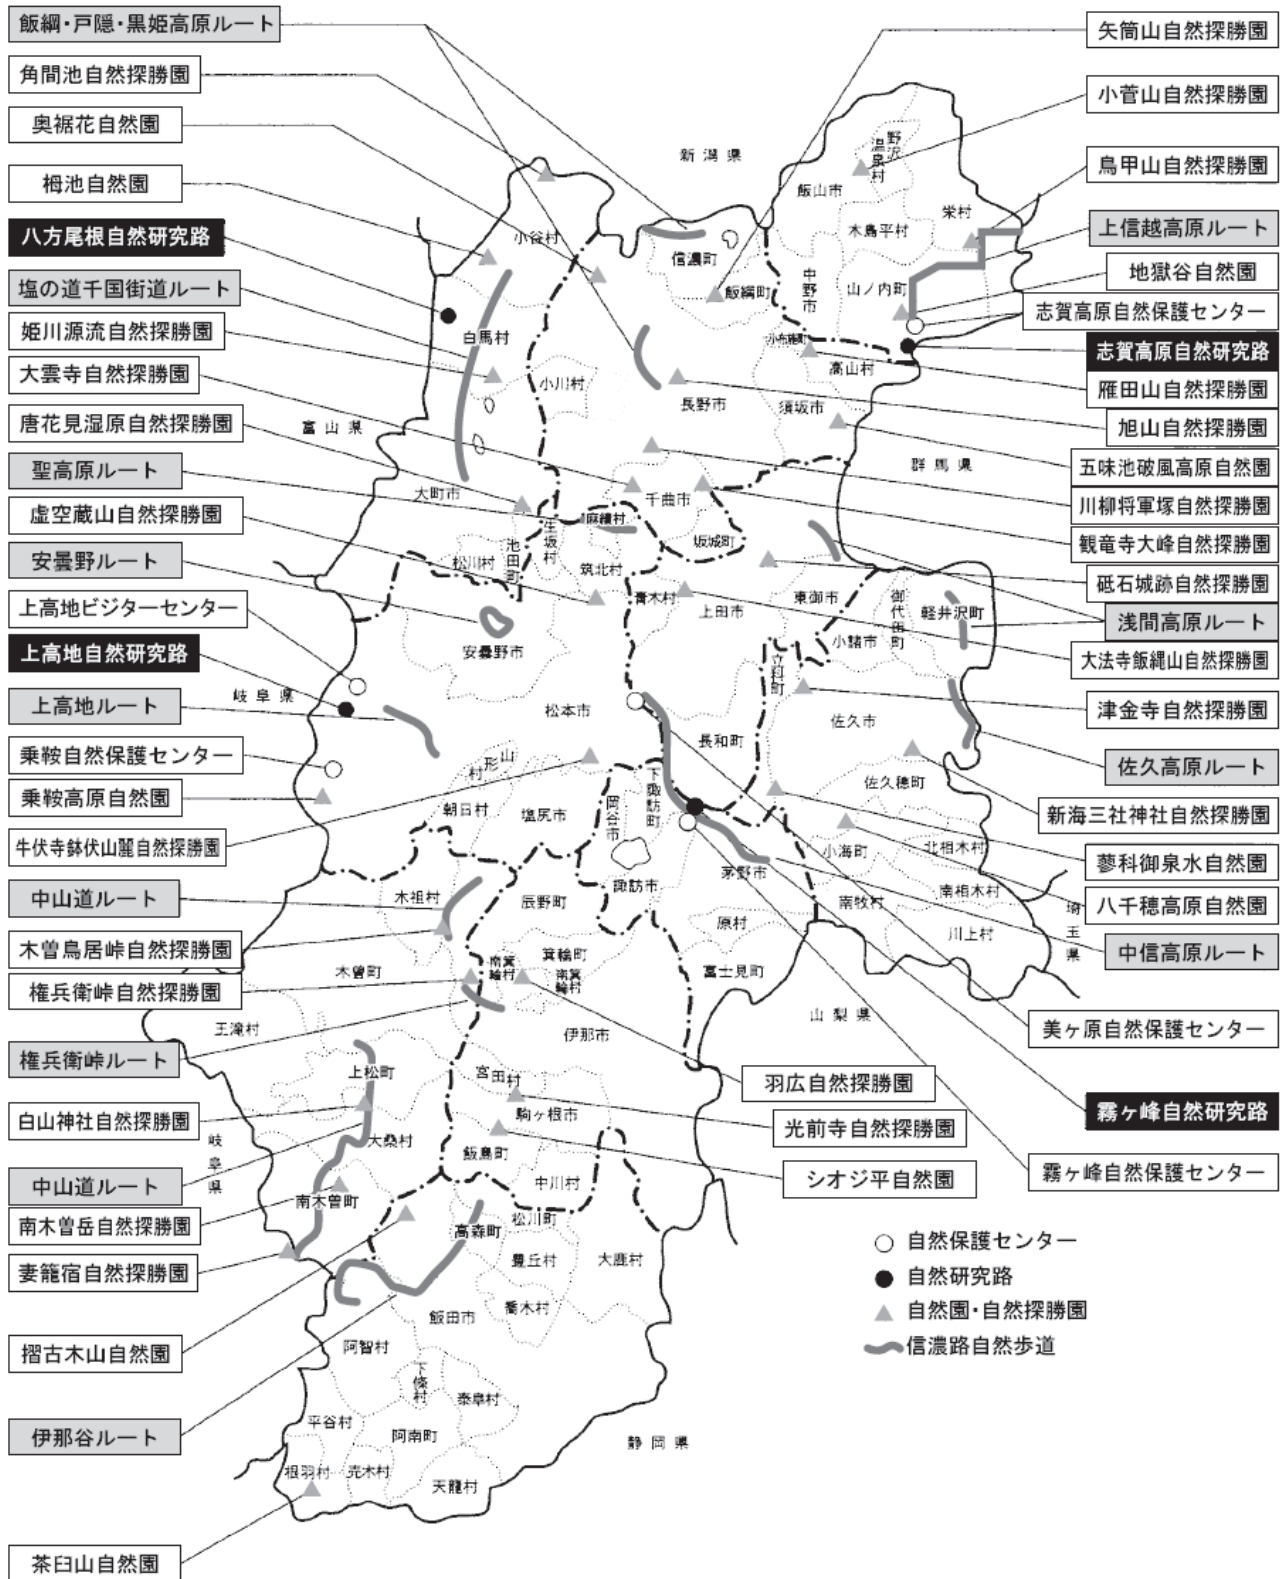 飯綱・戸隠・黒姫高原ルート
角間池自然探勝園
奥裾花自然園
栂池自然園
八方尾根自然研究路
塩の道千国街道ルート
姫川源流自然探勝園
大雲寺自然探勝園
唐花見湿原自然探勝園
聖高原ルート
虚空蔵山自然探勝園
安曇野ルート
上高地ビジターセンター
上高地自然研究路
上高地ルート
乗鞍自然保護センター
乗鞍高原自然園
牛伏寺鉢伏山麓自然探勝園
中山道ルート
木曽鳥居峠自然探勝園
権兵衛峠自然探勝園
権兵衛峠ルート
白山神社自然探勝園
中山道ルート
南木曽岳自然探勝園
妻籠宿自然探勝園
摺古木山自然園
伊那谷ルート
茶臼山自然園
矢筒山自然探勝園
小菅山自然探勝園
鳥甲山自然探勝園
上信越高原ルート
地獄谷自然園
志賀高原自然保護センター
志賀高原自然研究路
雁田山自然探勝園
旭山自然探勝園
五味池破風高原自然園
川柳将軍塚自然探勝園
観竜寺大峰自然探勝園
砥石城跡自然探勝園
浅間高原ルート
大法寺飯縄山自然探勝園
津金寺自然探勝園
佐久高原ルート
新海三社神社自然探勝園
蓼科御泉水自然園
八千穂高原自然園
中信高原ルート
美ヶ原自然保護センター
霧ヶ峰自然研究路
霧ヶ峰自然保護センター
羽広自然探勝園
光前寺自然探勝園
シオジ平自然園
新潟県
富山県
群馬県
岐阜県
岐阜県
埼玉県
山梨県
静岡県
野沢温泉村
飯山市
栄村
木島平村
中野市
山ノ内町
小谷村
信濃町
飯綱町
白馬村
小川村
長野市
小布施町
高山村
須坂市
大町市
千曲市
麻績村
生坂村
坂城町
池田町
松川村
筑北村
青木村
上田市
東御市
御代田町
軽井沢町
小諸市
安曇野市
立科町
松本市
長和町
佐久市
佐久穂町
山形村
朝日村
塩尻市
岡谷市
下諏訪町
諏訪市
茅野市
小海町
北相木村
南相木村
南牧村
川上村
原村
富士見町
木祖村
辰野町
箕輪町
南箕輪村
南箕輪村
木曽町
王滝村
伊那市
上松町
宮田村
駒ヶ根市
大桑村
飯島町
中川村
南木曽町
松川町
高森町
豊丘村
大鹿村
喬木村
飯田市
阿智村
下條村
泰阜村
平谷村
阿南町
根羽村
売木村
天龍村
自然保護センター
自然研究路
自然園・自然探勝園
信濃路自然歩道